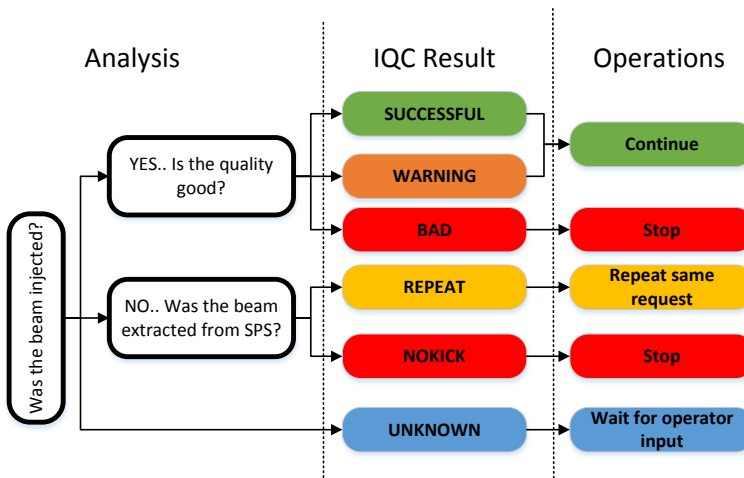 Analysis
IQC Result
Operations
Was the beam injected?
YES.. Is the quality
good?
NO.. Was the beam
extracted from SPS?
SUCCESSFUL
WARNING
BAD
REPEAT
NOKICK
UNKNOWN
Continue
Stop
Repeat same
request
Stop
Wait for operator
input